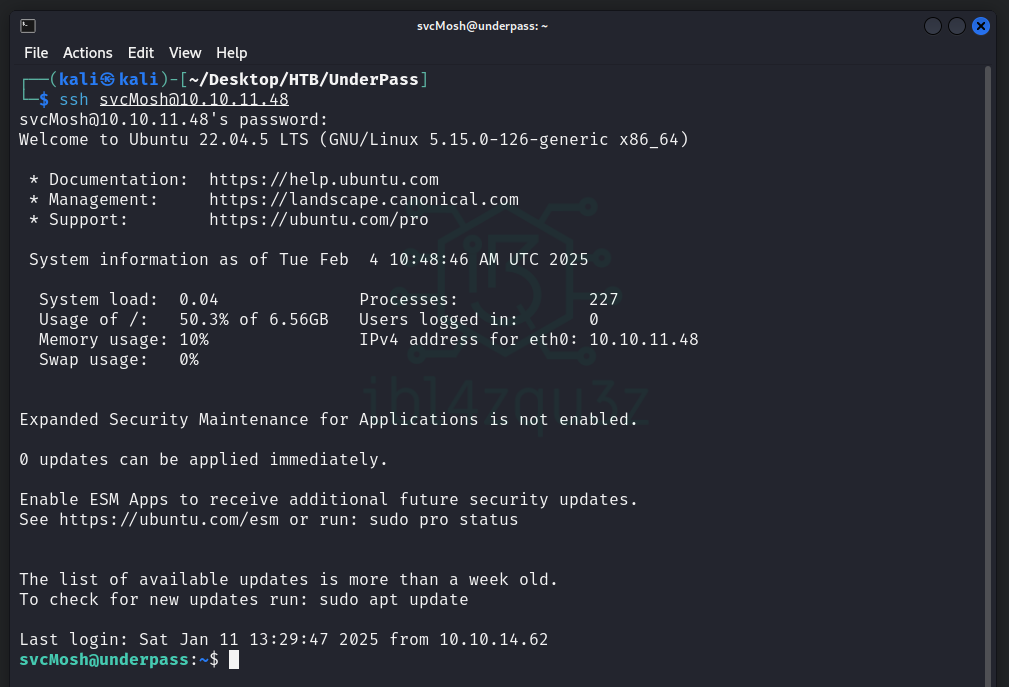 svcMosh@underpass: ~
File Actions Edit View Help
┌──(kali㉿kali)-[~/Desktop/HTB/UnderPass]
└─$ ssh svcMosh@10.10.11.48
svcMosh@10.10.11.48's password:
Welcome to Ubuntu 22.04.5 LTS (GNU/Linux 5.15.0-126-generic x86_64)
* Documentation:  https://help.ubuntu.com
* Management:     https://landscape.canonical.com
* Support:        https://ubuntu.com/pro
System information as of Tue Feb  4 10:48:46 AM UTC 2025
System load:  0.04              Processes:             227
Usage of /:   50.3% of 6.56GB   Users logged in:       0
Memory usage: 10%               IPv4 address for eth0: 10.10.11.48
Swap usage:   0%
ibl4zqu3z
Expanded Security Maintenance for Applications is not enabled.
0 updates can be applied immediately.
Enable ESM Apps to receive additional future security updates.
See https://ubuntu.com/esm or run: sudo pro status
The list of available updates is more than a week old.
To check for new updates run: sudo apt update
Last login: Sat Jan 11 13:29:47 2025 from 10.10.14.62
svcMosh@underpass:~$